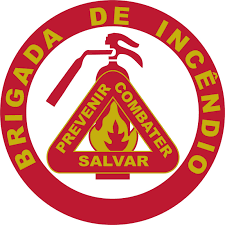 BRIGADA DE INCÊNDIO
PREVENIR
COMBATER
SALVAR